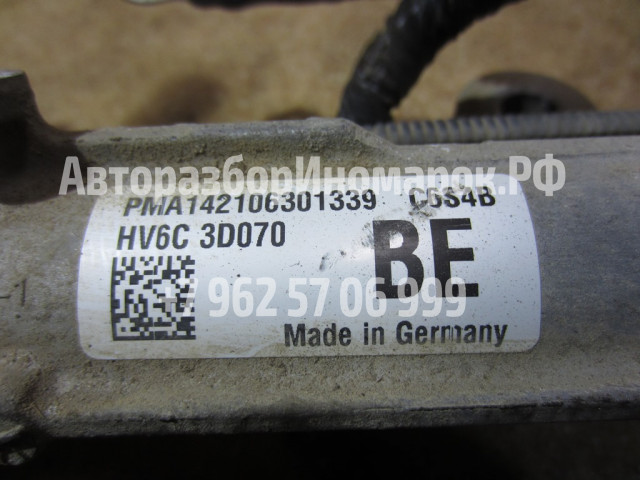 АвторазборИномарок.РФ
PMA142106301339 C6S4B
HV6C 3D070
BE
+7 962 57 06 999
Made in Germany